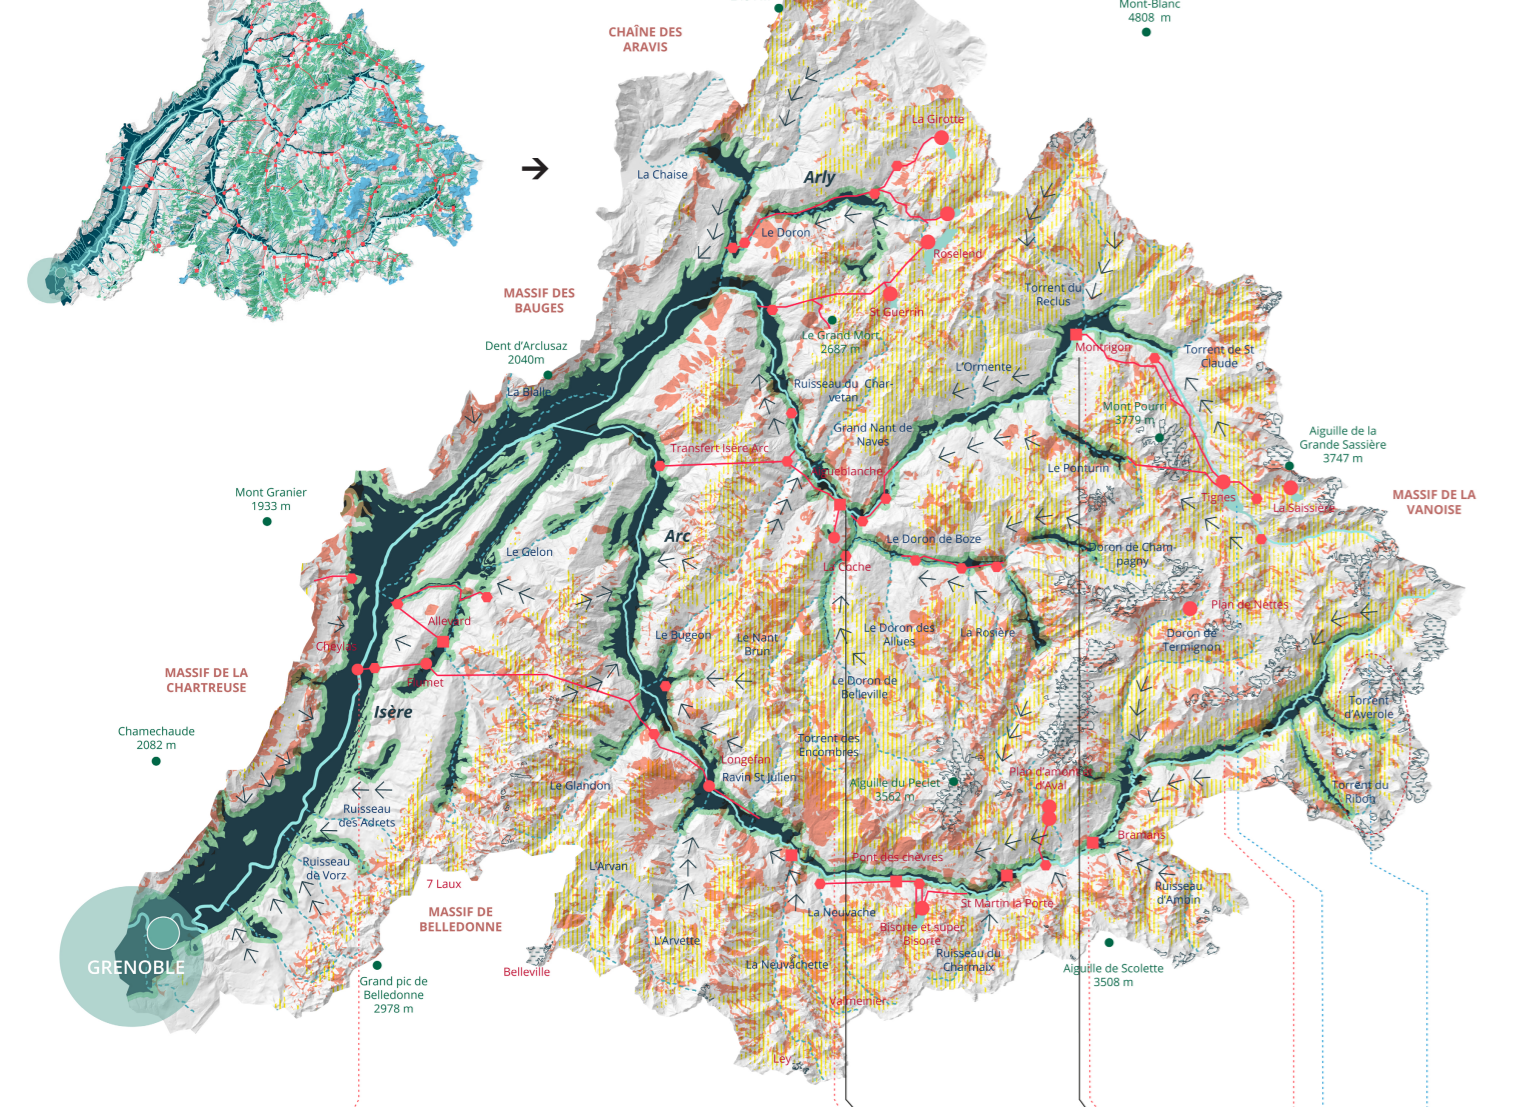 Mont-Blanc
4808 m
CHAÎNE DES
ARAVIS
La Girotte
La Chaise
Arly
Le Doron
Roselend
MASSIF DES
BAUGES
Torrent du
Reclus
St Guerrin
Le Grand Mort
2687 m
Montrigon
Torrent de St
Claude
Dent d'Arclusaz
2040m
L'Ormente
La Bialle
Ruisseau du Char-
vetan
Mont Pourri
3779 m
Grand Nant de
Naves
Aiguille de la
Grande Sassière
3747 m
Transfert Isère Arc
Aigueblanche
Le Ponturin
Mont Granier
1933 m
Tignes
La Saissière
MASSIF DE LA
VANOISE
Arc
Le Gelon
Le Doron de Boze
Doron de Cham-
pagny
La Coche
Plan de Nettes
Allevard
Le Bugeon
Le Nant
Brun
Le Doron des
Allues
La Rosière
Doron de
Termignon
Cheylas
MASSIF DE LA
CHARTREUSE
Flumet
Le Doron de
Belleville
Isère
Torrent
d'Averole
Chamechaude
2082 m
Torrent des
Encombres
Longefan
Ravin St Julien
Aiguille du Peclet
3562 m
Plan d'amont et
d'Aval
Le Glandon
Torrent du
Ribon
Ruisseau
des Adrets
Bramans
Ruisseau
de Vorz
L'Arvan
Pont des chèvres
7 Laux
Ruisseau
d'Ambin
St Martin la Porte
MASSIF DE
BELLEDONNE
La Neuvache
Bisorte et super
Bisorte
L'Arvette
Ruisseau du
Charmaix
GRENOBLE
Belleville
La Neuvachette
Aiguille de Scolette
3508 m
Grand pic de
Belledonne
2978 m
Valmeinier
Ley